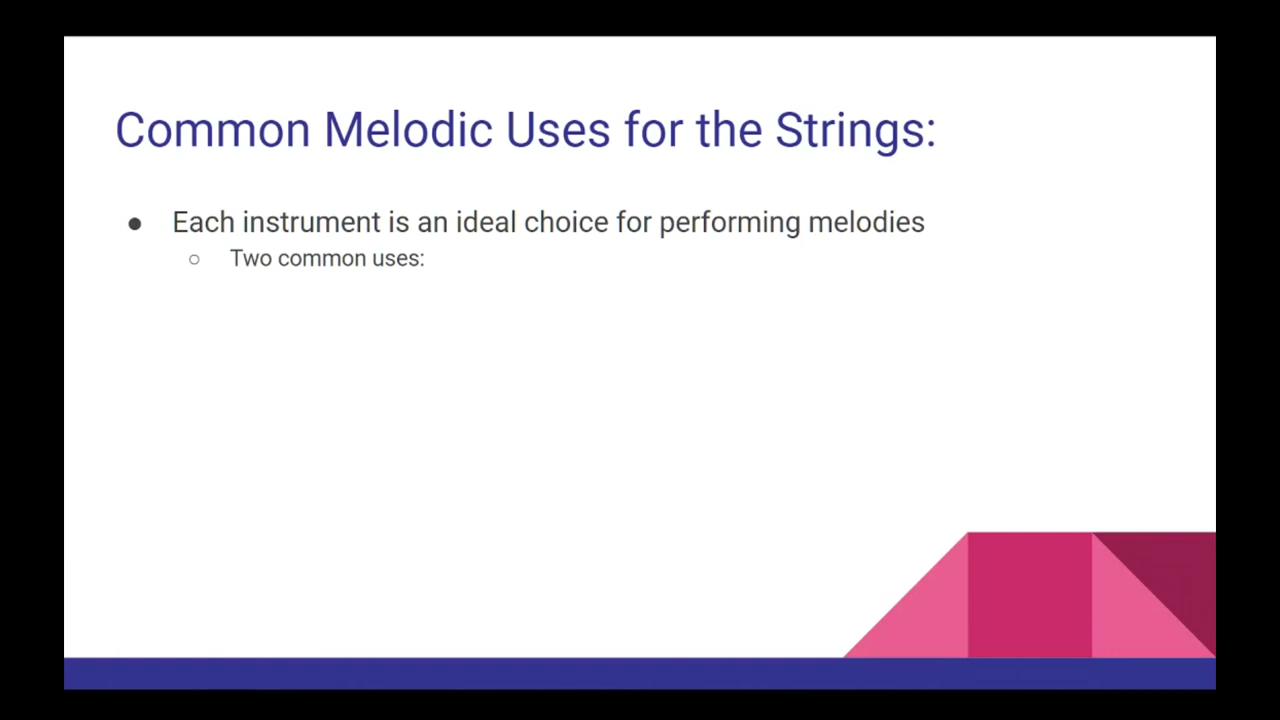 Common Melodic Uses for the Strings:
● Each instrument is an ideal choice for performing melodies
○ Two common uses: